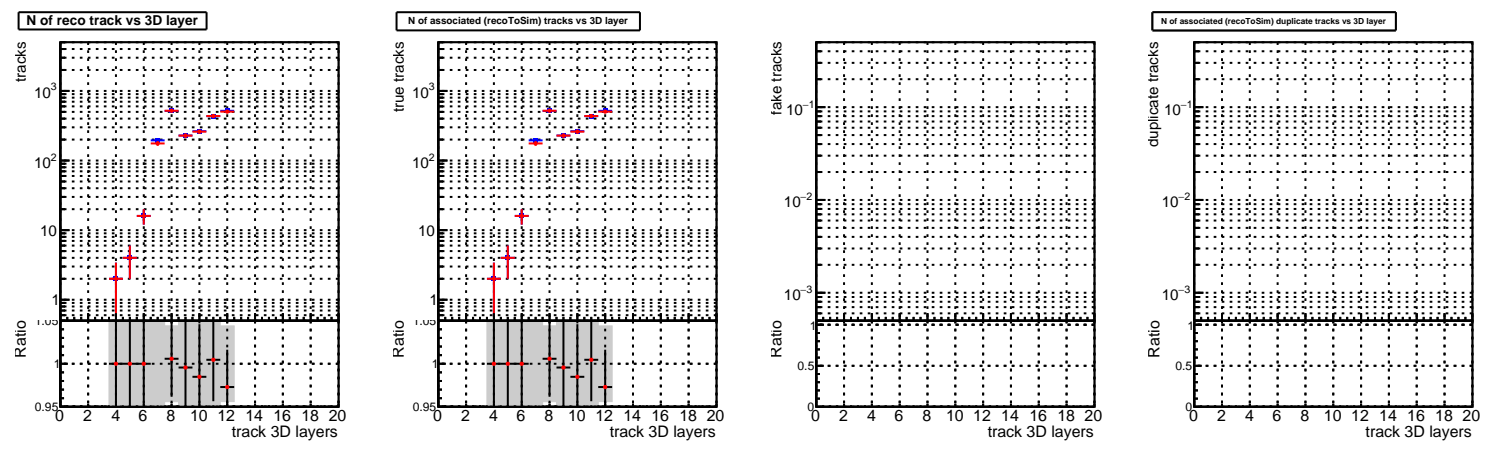 N of reco track vs 3D layer
tracks
10³
10²
10
1
Ratio
1.05
1
0.95
0 2 4 6 8 10 12 14 16 18 20
track 3D layers
N of associated (recoToSim) tracks vs 3D layer
true tracks
10³
10²
10
1
Ratio
1.05
1
0.95
0 2 4 6 8 10 12 14 16 18 20
track 3D layers
fake tracks
10⁻¹
10⁻²
10⁻³
Ratio
1
0.5
0
0 2 4 6 8 10 12 14 16 18 20
track 3D layers
N of associated (recoToSim) duplicate tracks vs 3D layer
duplicate tracks
10⁻¹
10⁻²
10⁻³
Ratio
1
0.5
0
0 2 4 6 8 10 12 14 16 18 20
track 3D layers